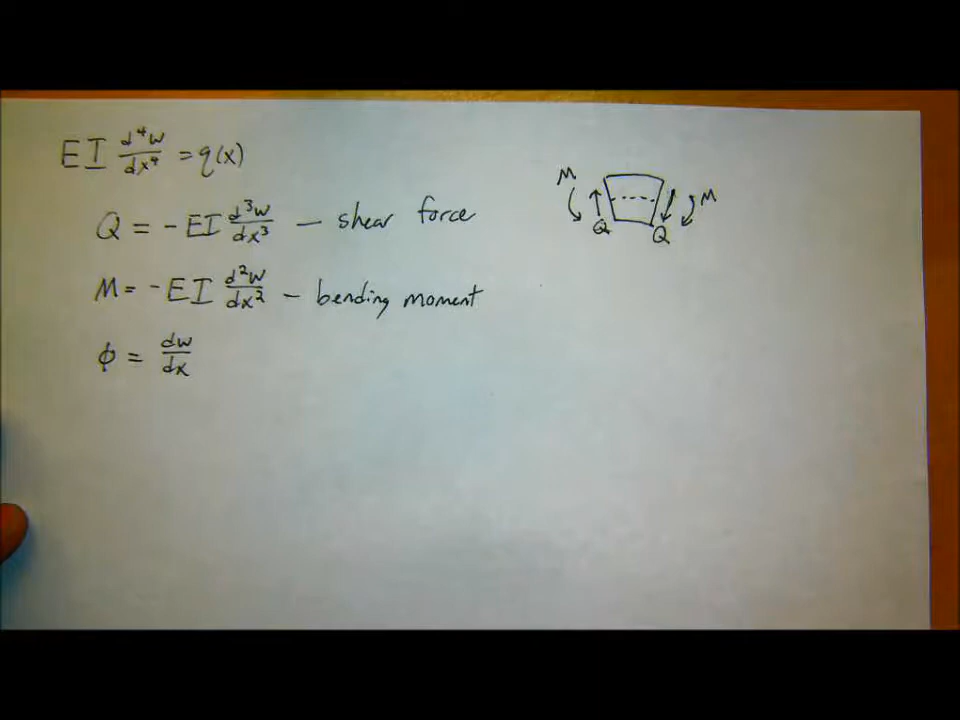 EI d⁴w/dx⁴ = q(x)
Q = -EI d³w/dx³ — shear force
M = -EI d²w/dx² — bending moment
φ = dw/dx
M M
Q Q